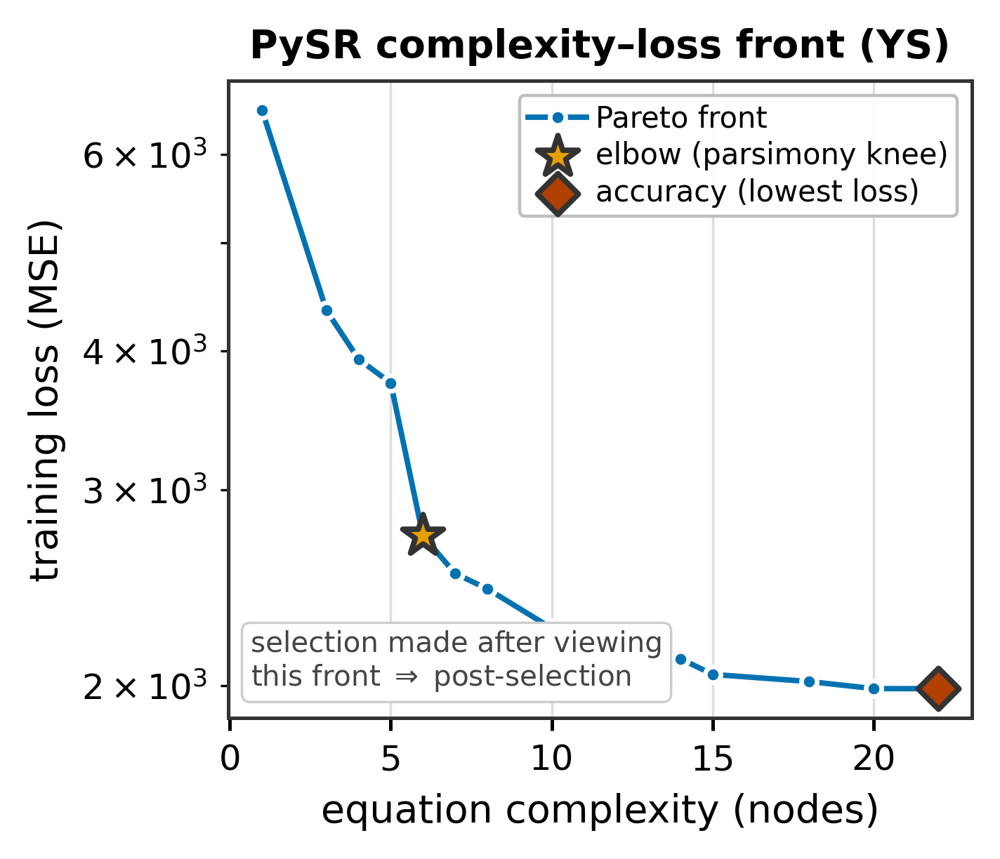 PySR complexity–loss front (YS)
Pareto front
elbow (parsimony knee)
accuracy (lowest loss)
6 × 10³
4 × 10³
3 × 10³
2 × 10³
training loss (MSE)
selection made after viewing
this front ⇒ post-selection
0 5 10 15 20
equation complexity (nodes)